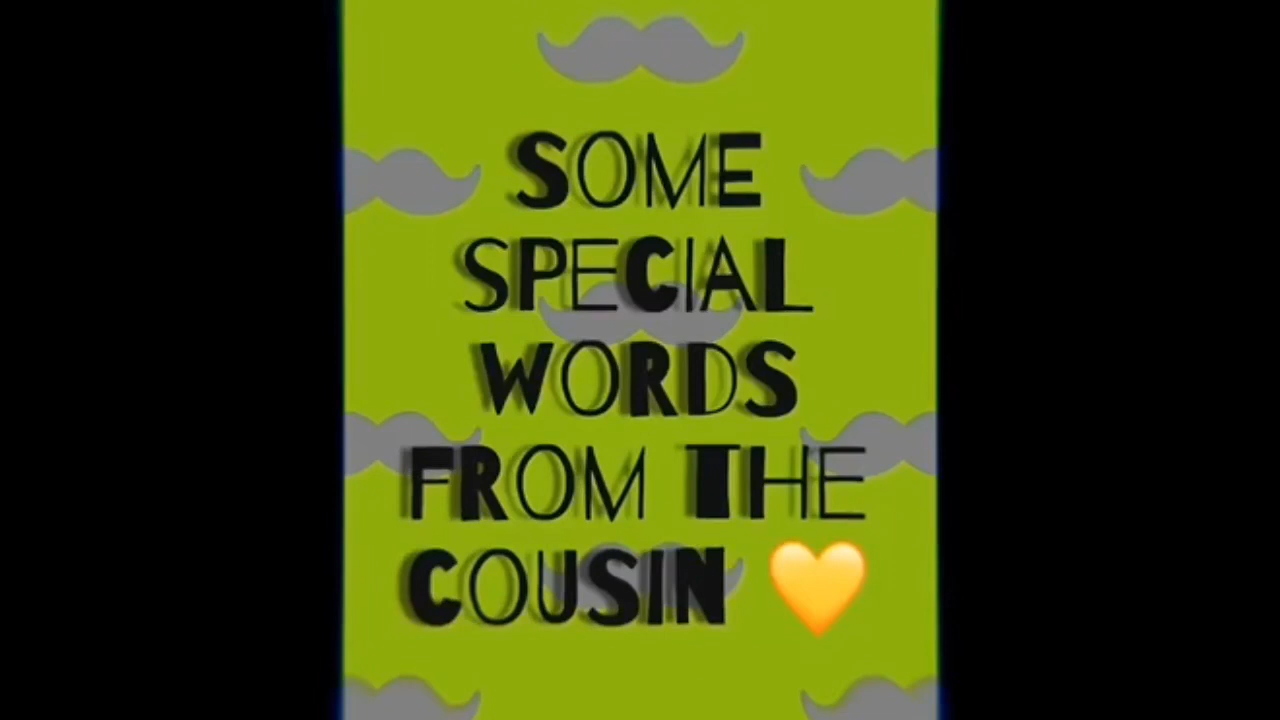 SOME
SPECIAL
WORDS
FROM THE
COUSIN 💛